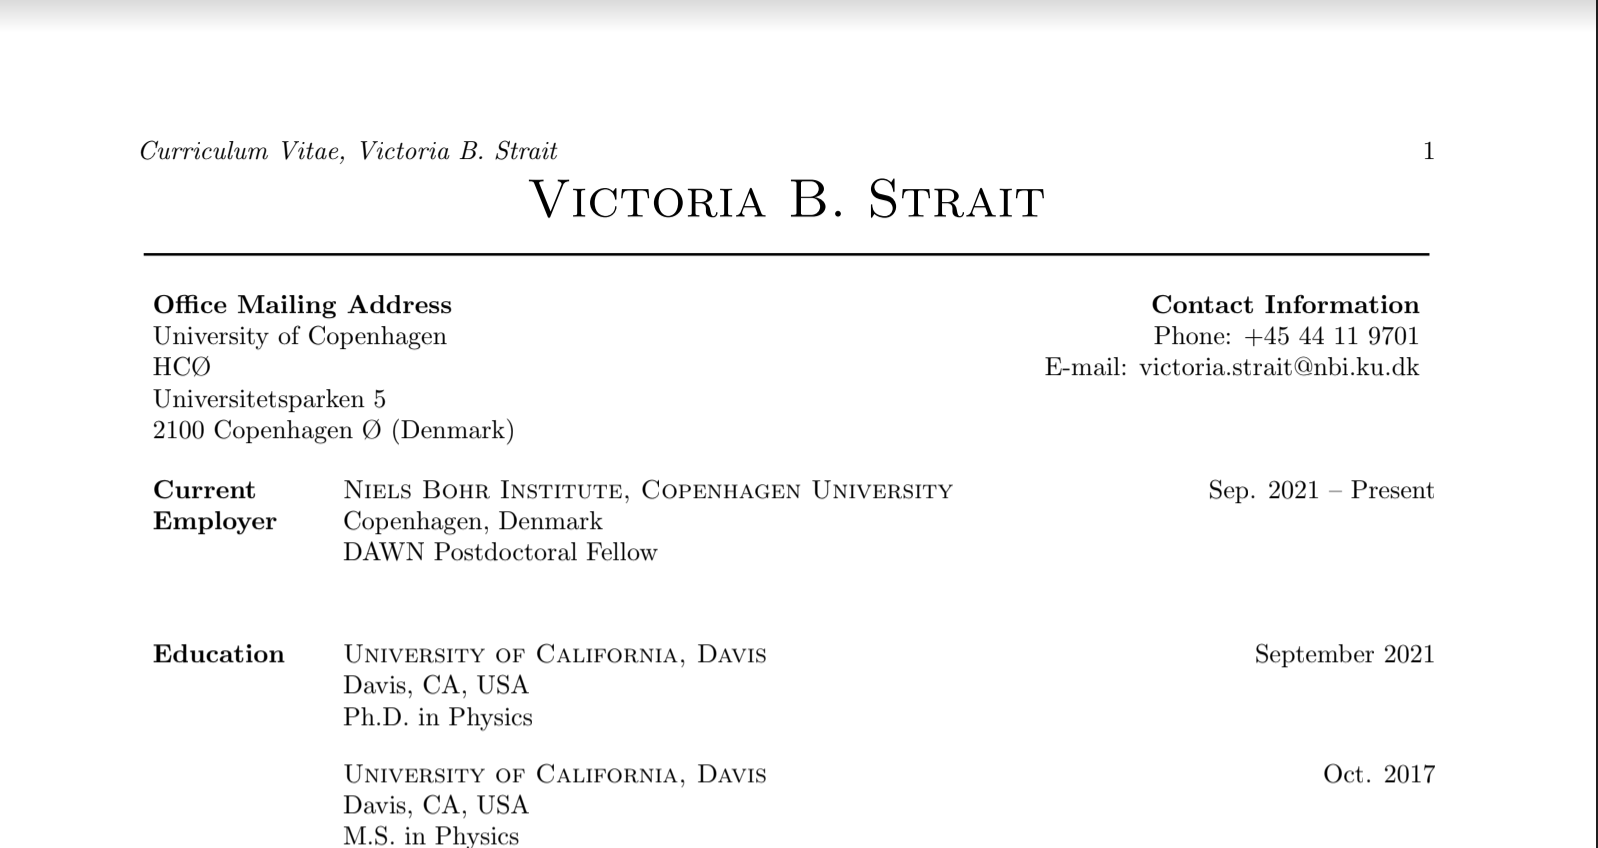 Curriculum Vitae, Victoria B. Strait 1
VICTORIA B. STRAIT
Office Mailing Address
University of Copenhagen
HCØ
Universitetsparken 5
2100 Copenhagen Ø (Denmark)
Contact Information
Phone: +45 44 11 9701
E-mail: victoria.strait@nbi.ku.dk
Current
Employer
NIELS BOHR INSTITUTE, COPENHAGEN UNIVERSITY Sep. 2021 – Present
Copenhagen, Denmark
DAWN Postdoctoral Fellow
Education UNIVERSITY OF CALIFORNIA, DAVIS September 2021
Davis, CA, USA
Ph.D. in Physics
UNIVERSITY OF CALIFORNIA, DAVIS Oct. 2017
Davis, CA, USA
M.S. in Physics